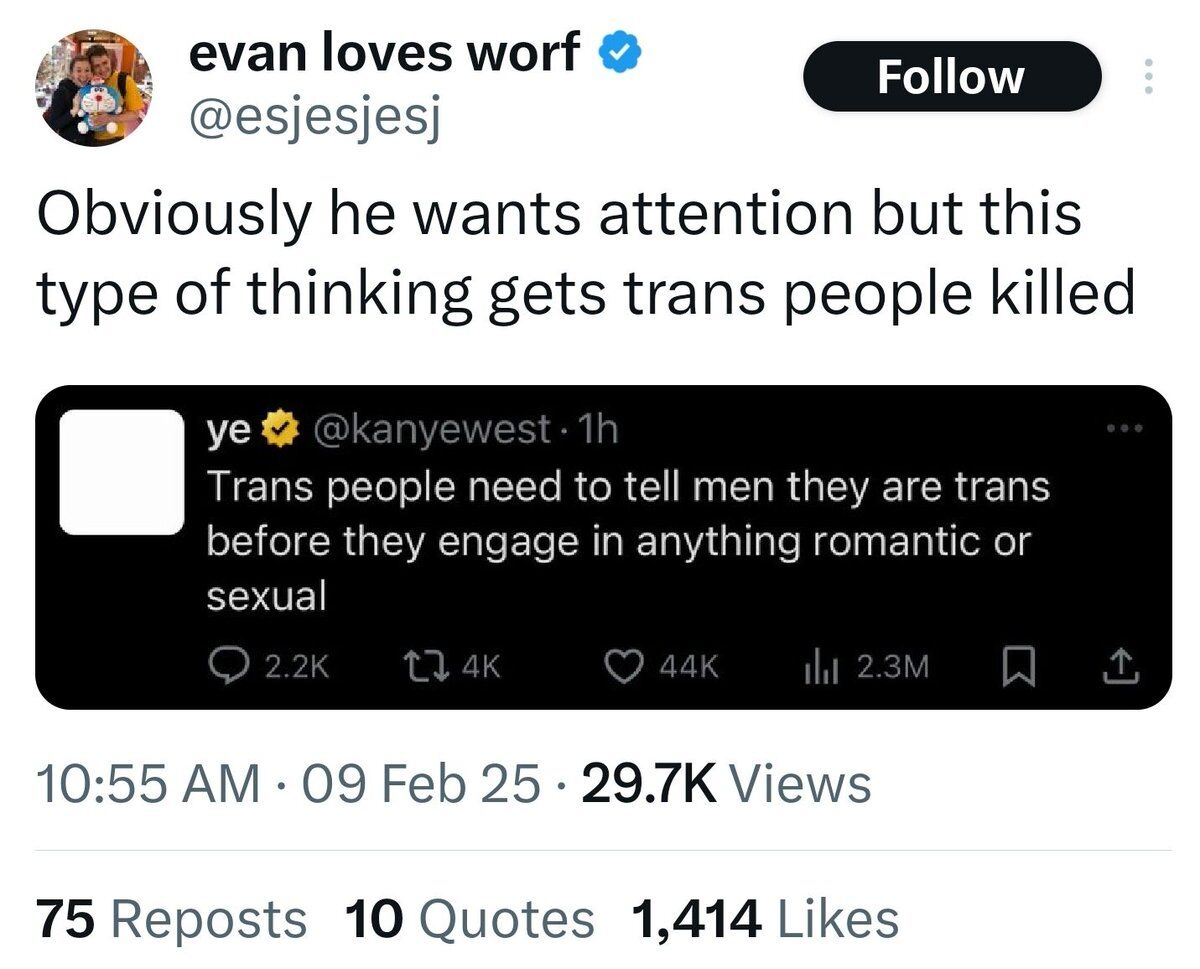 evan loves worf
@esjesjesj
Follow
Obviously he wants attention but this
type of thinking gets trans people killed
ye @kanyewest · 1h
Trans people need to tell men they are trans
before they engage in anything romantic or
sexual
2.2K 4K 44K 2.3M
10:55 AM · 09 Feb 25 · 29.7K Views
75 Reposts 10 Quotes 1,414 Likes